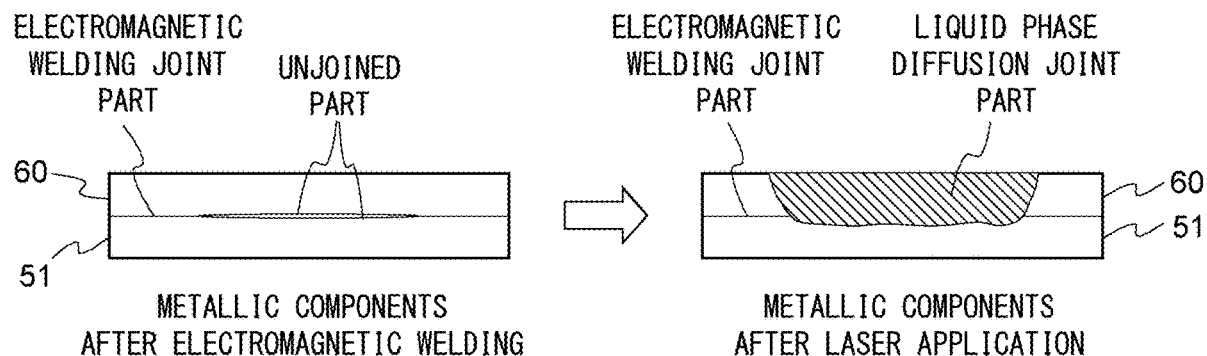 ELECTROMAGNETIC
WELDING JOINT
PART
UNJOINED
PART
60
51
METALLIC COMPONENTS
AFTER ELECTROMAGNETIC WELDING
ELECTROMAGNETIC
WELDING JOINT
PART
LIQUID PHASE
DIFFUSION JOINT
PART
60
51
METALLIC COMPONENTS
AFTER LASER APPLICATION